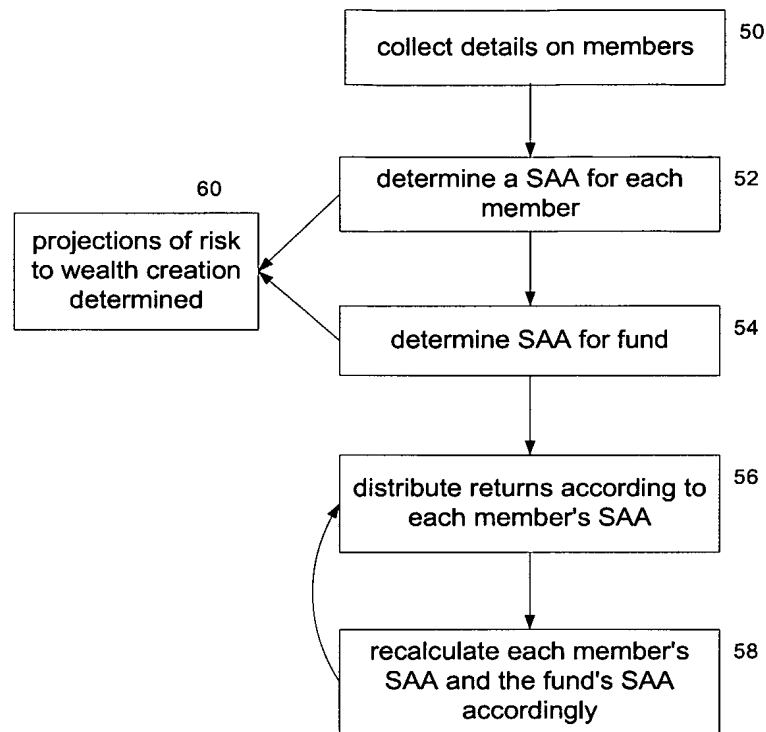 50
collect details on members
52
determine a SAA for each
member
60
projections of risk
to wealth creation
determined
54
determine SAA for fund
56
distribute returns according to
each member's SAA
58
recalculate each member's
SAA and the fund's SAA
accordingly